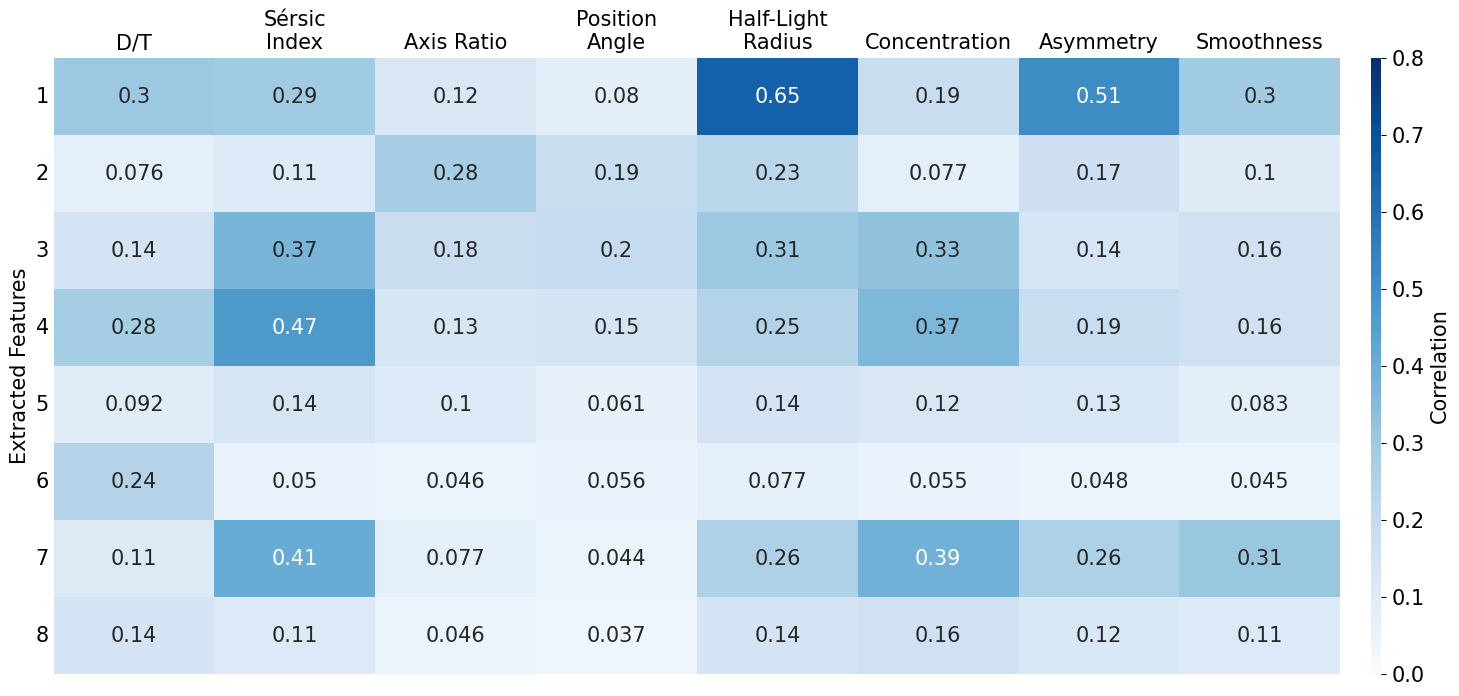 Sérsic Position Half-Light
D/T Index Axis Ratio Angle Radius Concentration Asymmetry Smoothness
1 0.3 0.29 0.12 0.08 0.65 0.19 0.51 0.3
2 0.076 0.11 0.28 0.19 0.23 0.077 0.17 0.1
3 0.14 0.37 0.18 0.2 0.31 0.33 0.14 0.16
4 0.28 0.47 0.13 0.15 0.25 0.37 0.19 0.16
5 0.092 0.14 0.1 0.061 0.14 0.12 0.13 0.083
6 0.24 0.05 0.046 0.056 0.077 0.055 0.048 0.045
7 0.11 0.41 0.077 0.044 0.26 0.39 0.26 0.31
8 0.14 0.11 0.046 0.037 0.14 0.16 0.12 0.11
Extracted Features
0.8
0.7
0.6
0.5
0.4
0.3
0.2
0.1
0.0
Correlation